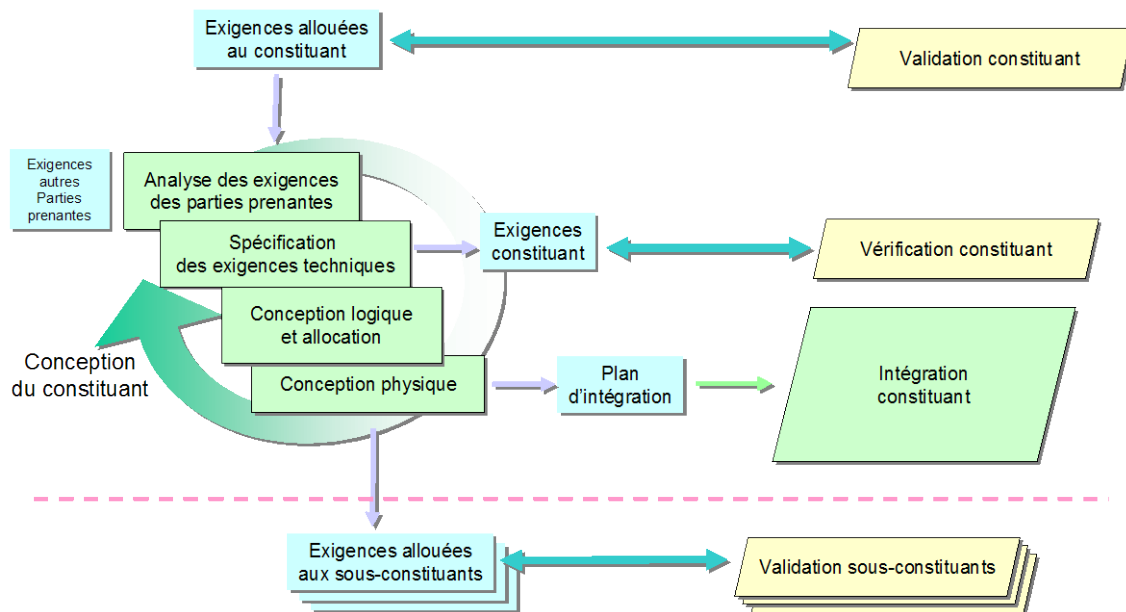 Exigences allouées
au constituant
Validation constituant
Exigences
autres
Parties
prenantes
Analyse des exigences
des parties prenantes
Spécification
des exigences techniques
Exigences
constituant
Vérification constituant
Conception logique
et allocation
Conception
du constituant
Conception physique
Plan
d'intégration
Intégration
constituant
Exigences allouées
aux sous-constituants
Validation sous-constituants